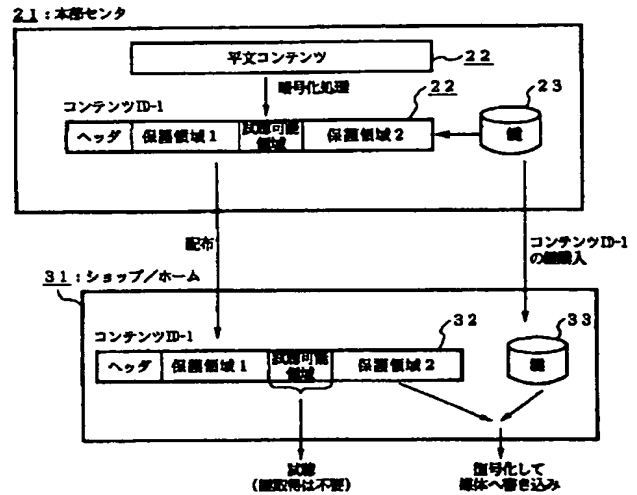 21:本部センタ
平文コンテンツ
22
暗号化処理
コンテンツID-1
22
23
ヘッダ
保護領域1
試聴可能
領域
保護領域2
鍵
配布
コンテンツID-1
の鍵購入
31:ショップ/ホーム
コンテンツID-1
32
33
ヘッダ
保護領域1
試聴可能
領域
保護領域2
鍵
試聴
(鍵取得は不要)
復号化して
媒体へ書き込み